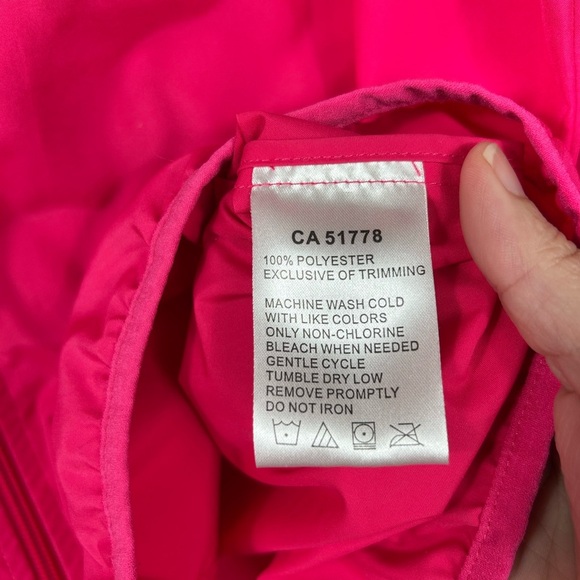 CA 51778
100% POLYESTER
EXCLUSIVE OF TRIMMING
MACHINE WASH COLD
WITH LIKE COLORS
ONLY NON-CHLORINE
BLEACH WHEN NEEDED
GENTLE CYCLE
TUMBLE DRY LOW
REMOVE PROMPTLY
DO NOT IRON